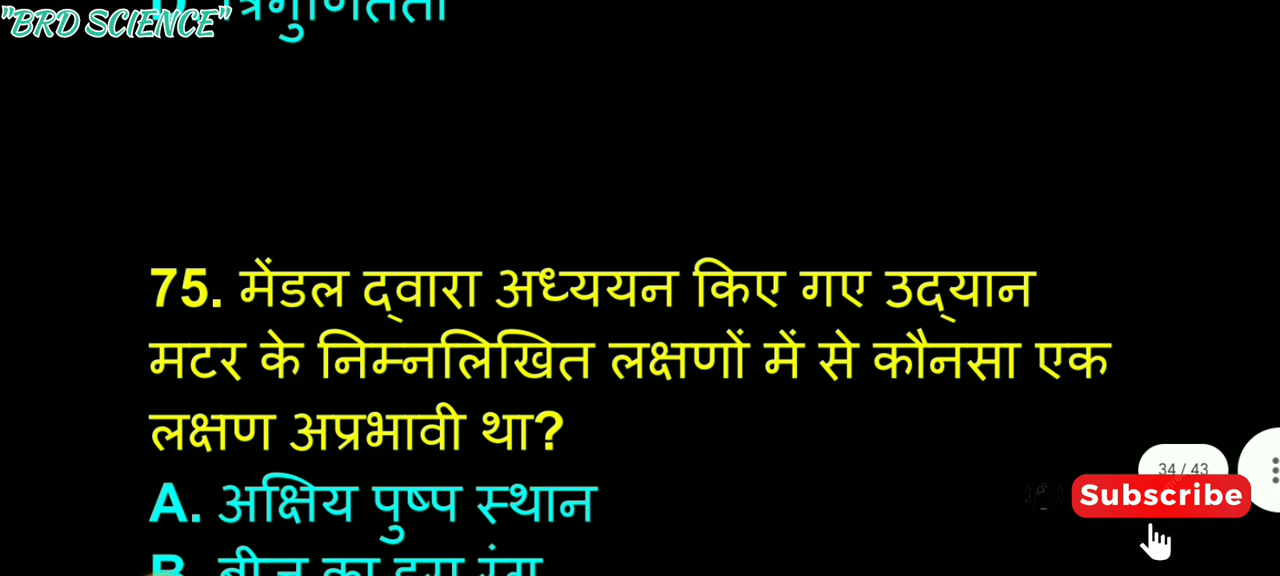 "BRD SCIENCE"
75. मेंडल द्वारा अध्ययन किए गए उद्यान
मटर के निम्नलिखित लक्षणों में से कौनसा एक
लक्षण अप्रभावी था?
34 / 43
Subscribe
A. अक्षिय पुष्प स्थान
B. बीज का हरा रंग